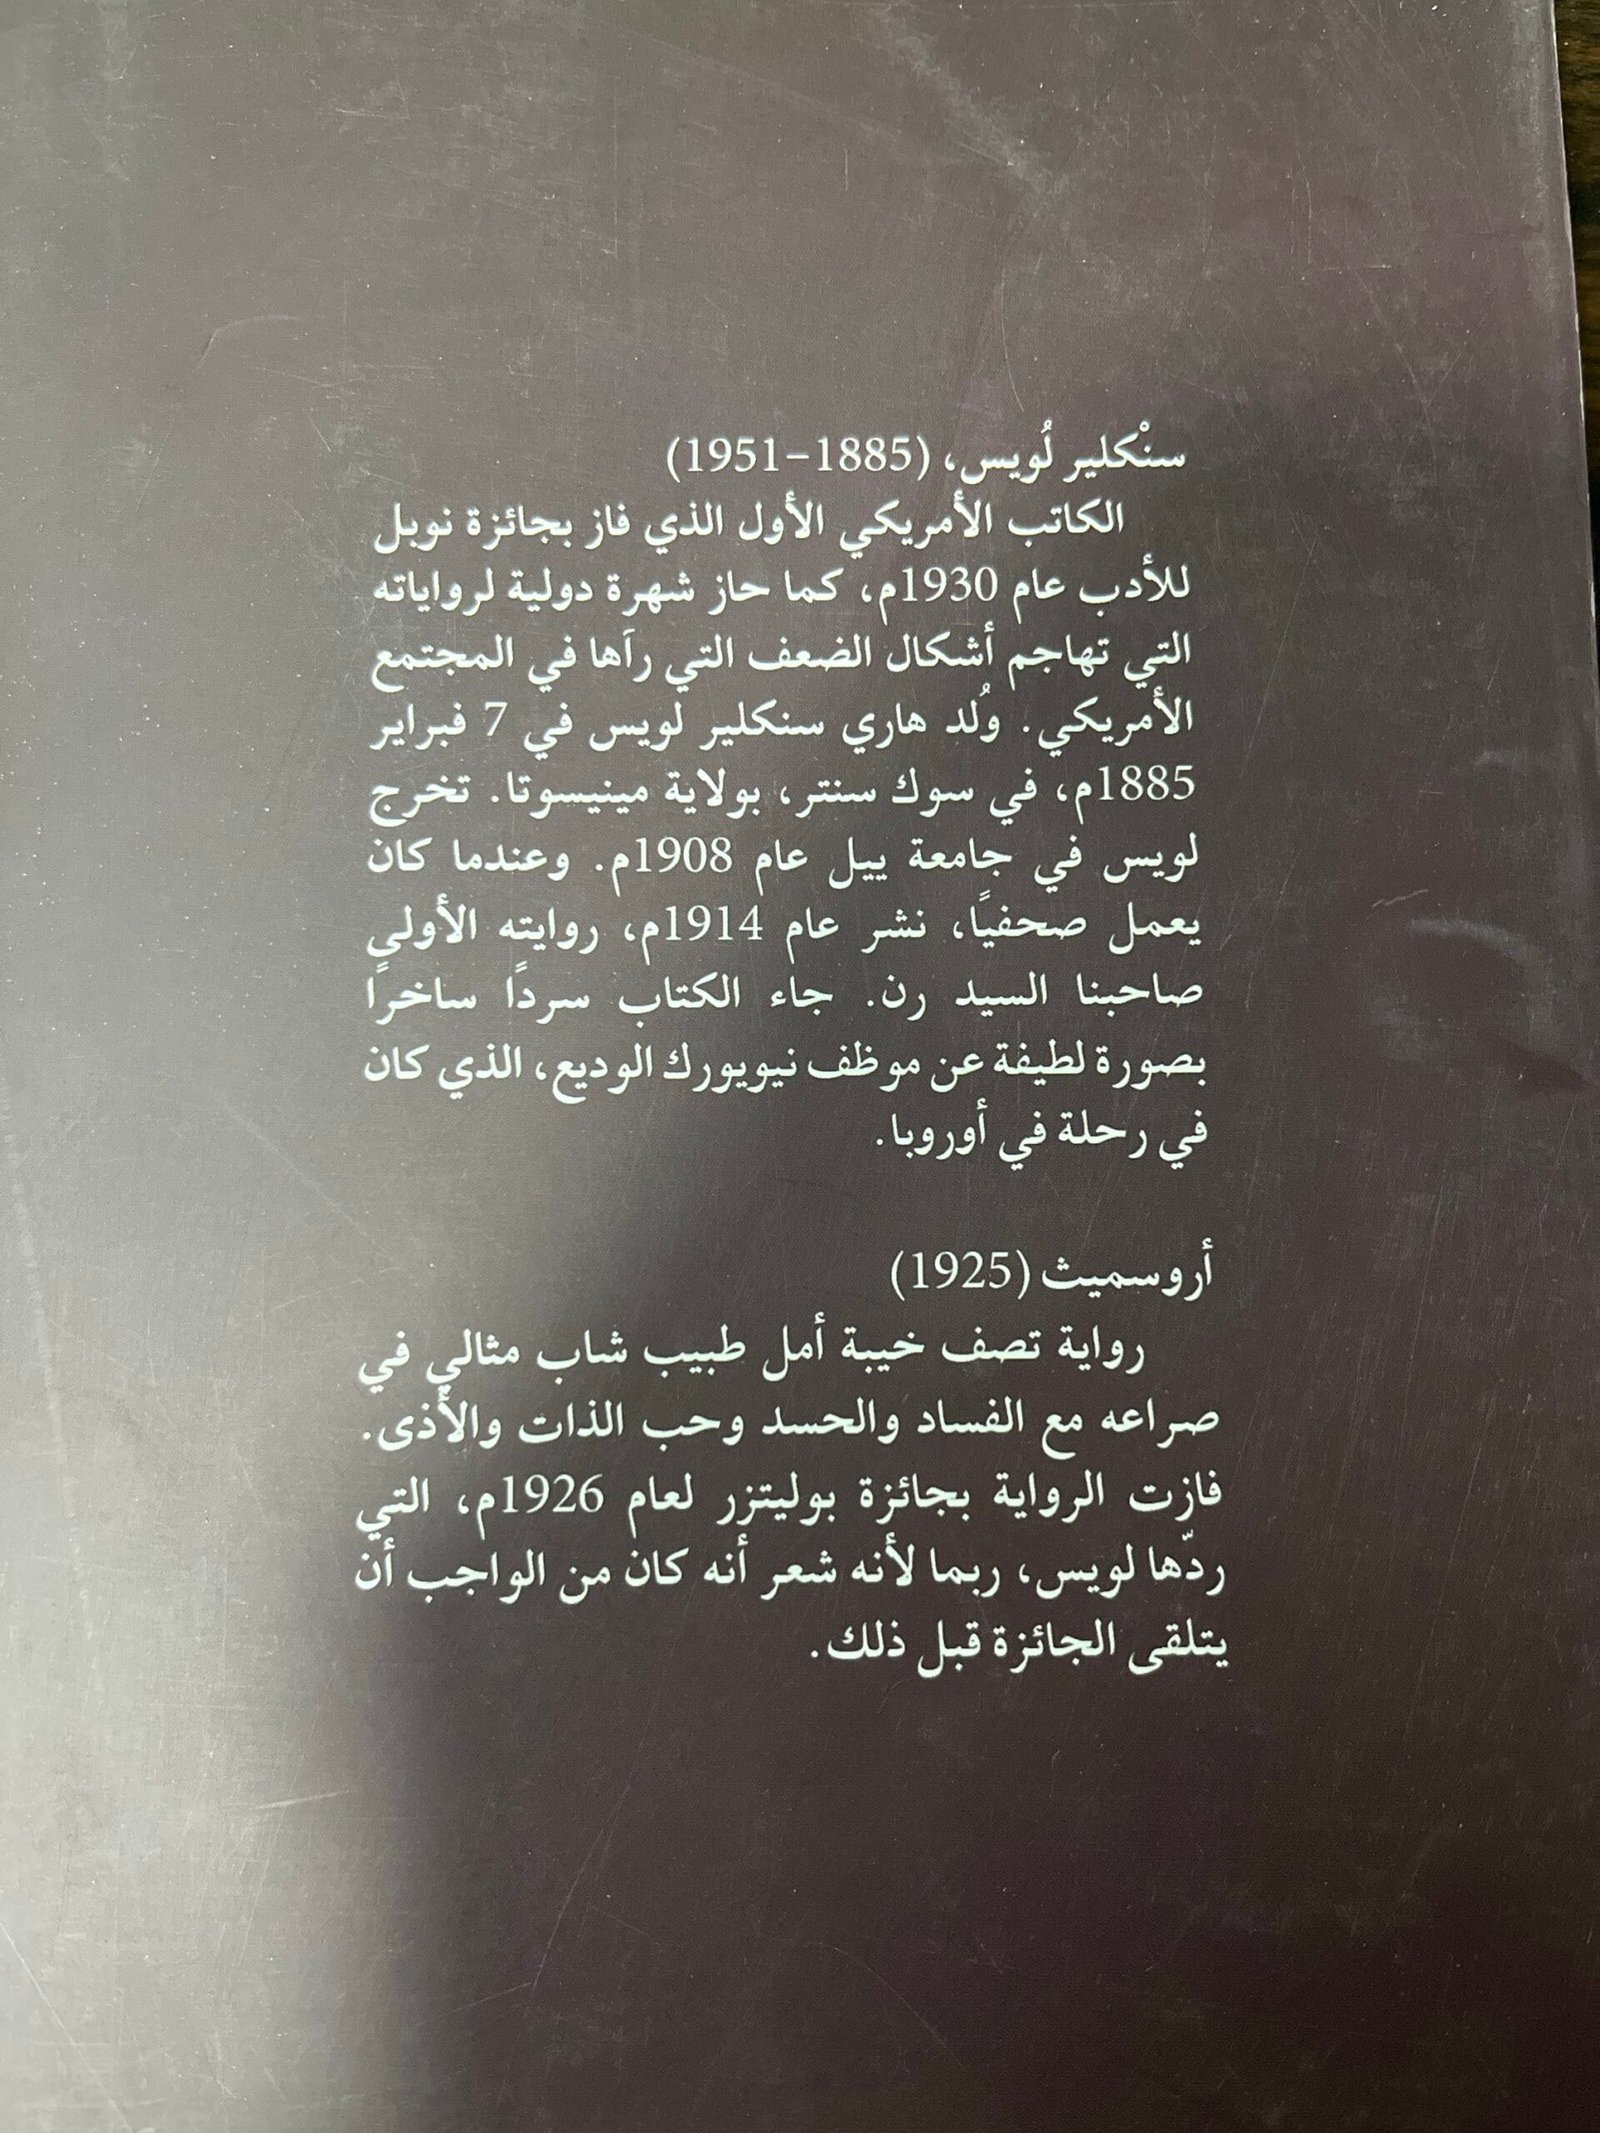 سنْكلير لُويس، (1885-1951)
الكاتب الأمريكي الأول الذي فاز بجائزة نوبل
للأدب عام 1930م، كما حاز شهرة دولية لرواياته
التي تهاجم أشكال الضعف التي رآها في المجتمع
الأمريكي. وُلد هاري سنكلير لويس في 7 فبراير
1885م، في سوك سنتر، بولاية مينيسوتا. تخرج
لويس في جامعة ييل عام 1908م. وعندما كان
يعمل صحفيًا، نشر عام 1914م، روايته الأولى
صاحبنا السيد رن. جاء الكتاب سردًا ساخرًا
بصورة لطيفة عن موظف نيويورك الوديع، الذي كان
في رحلة في أوروبا.
أروسميث (1925)
رواية تصف خيبة أمل طبيب شاب مثالي في
صراعه مع الفساد والحسد وحب الذات والأذى.
فازت الرواية بجائزة بوليتزر لعام 1926م، التي
ردّها لويس، ربما لأنه شعر أنه كان من الواجب أن
يتلقى الجائزة قبل ذلك.